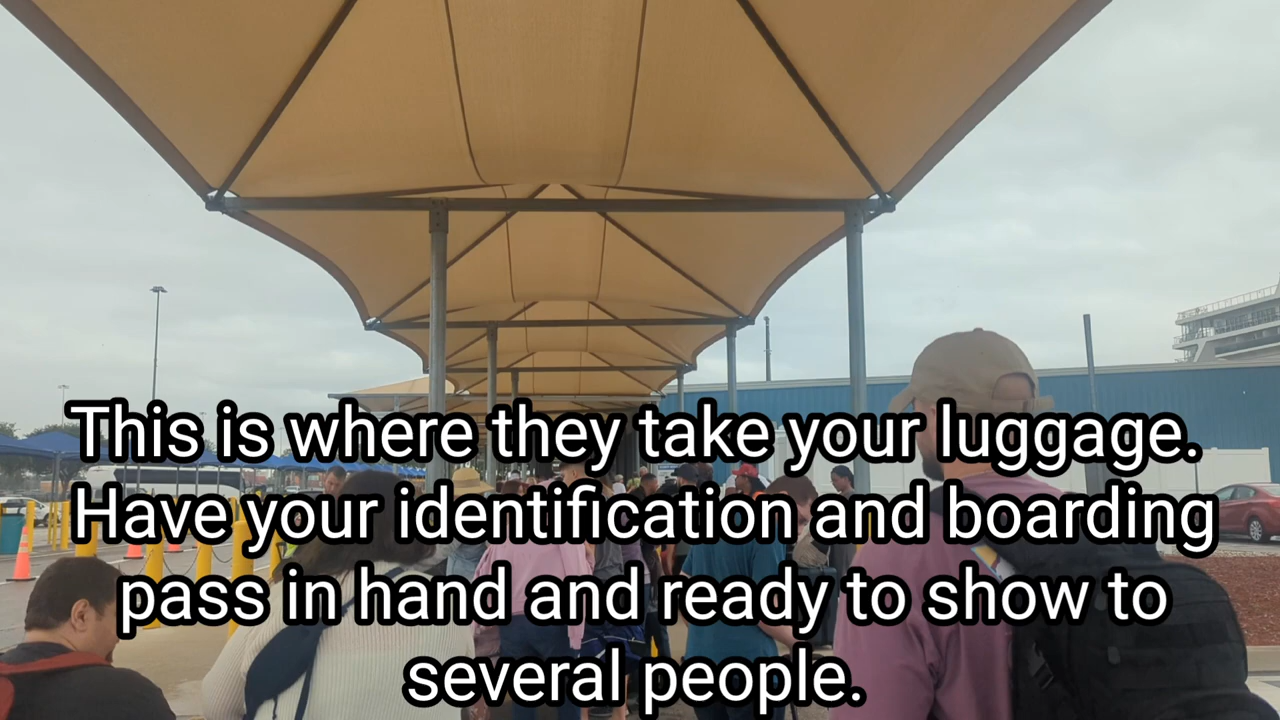 This is where they take your luggage.
Have your identification and boarding
pass in hand and ready to show to
several people.